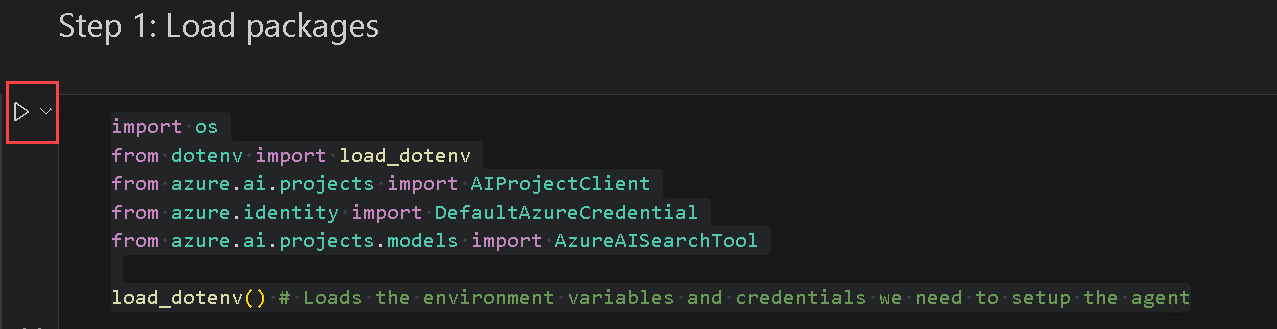 Step 1: Load packages
import os
from dotenv import load_dotenv
from azure.ai.projects import AIProjectClient
from azure.identity import DefaultAzureCredential
from azure.ai.projects.models import AzureAISearchTool
load_dotenv() # Loads the environment variables and credentials we need to setup the agent